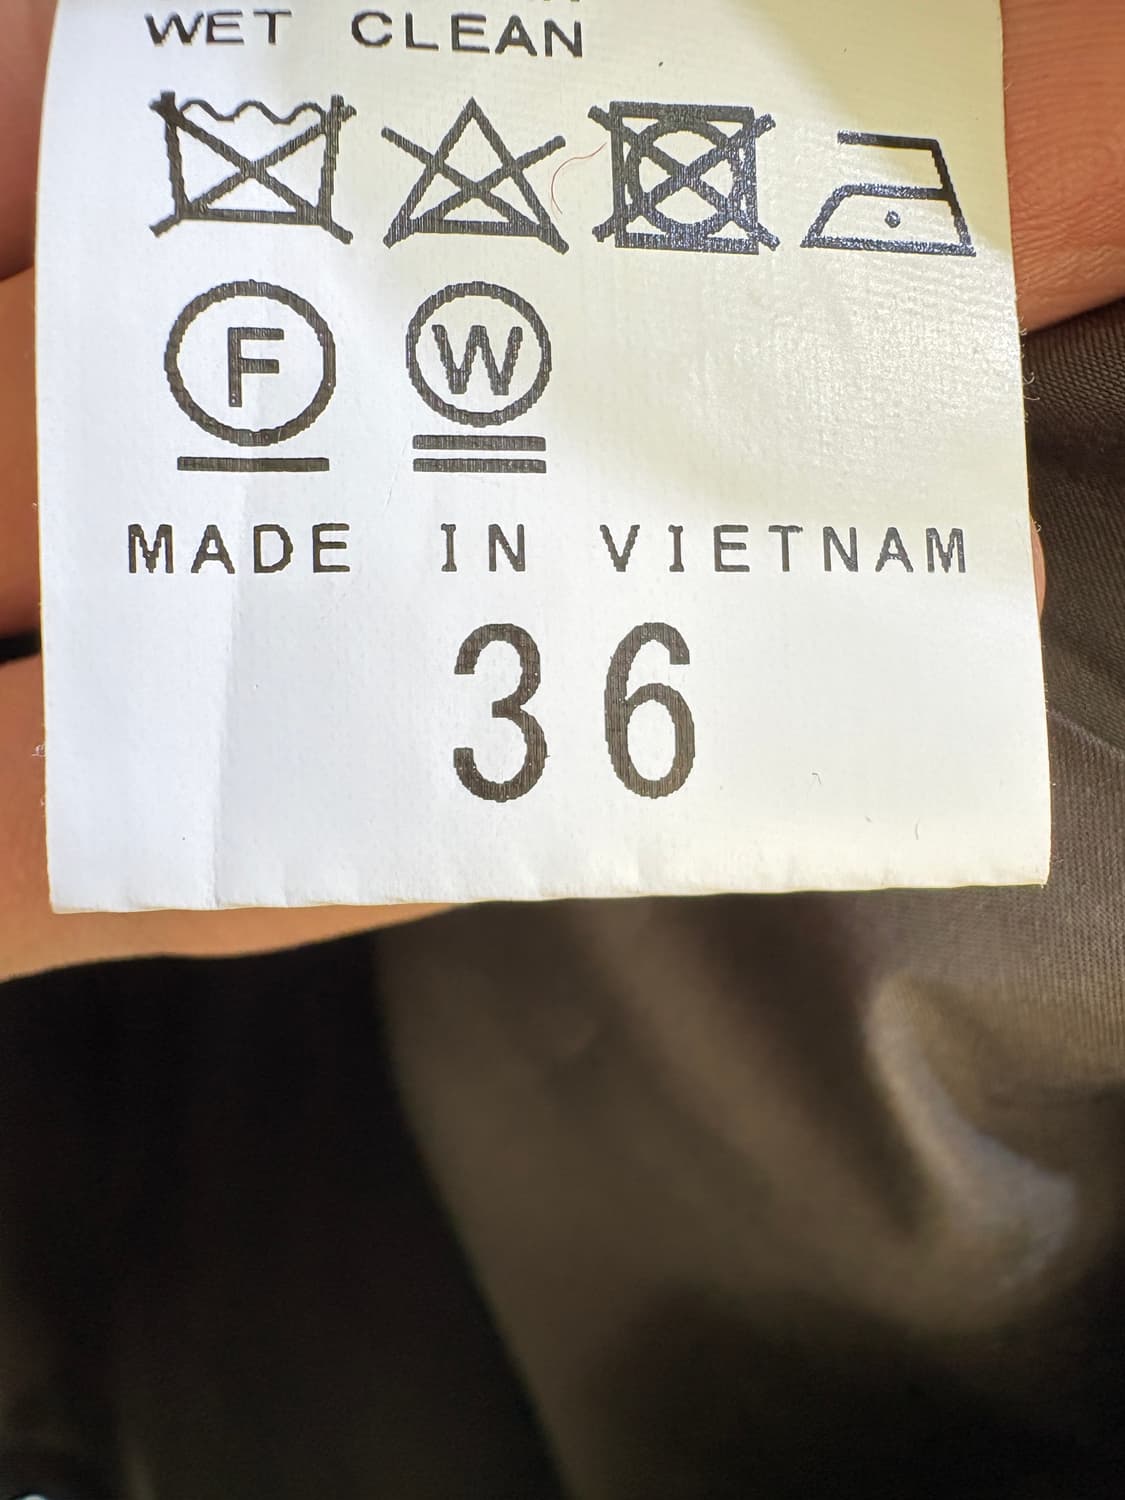 WET CLEAN
F W
MADE IN VIETNAM
36